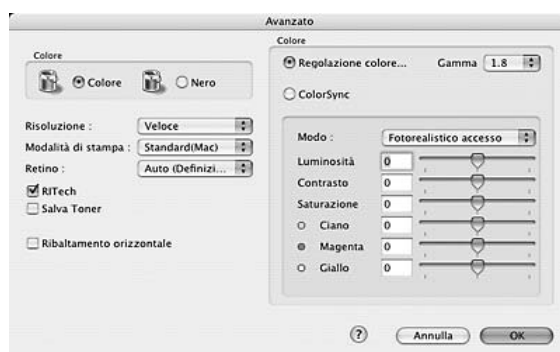 Avanzato
Colore
Colore
Nero
Risoluzione :
Veloce
Modalità di stampa :
Standard(Mac)
Retino :
Auto (Definizi...
RITech
Salva Toner
Ribaltamento orizzontale
Colore
Regolazione colore...
Gamma
1.8
ColorSync
Modo :
Fotorealistico accesso
Luminosità
0
Contrasto
0
Saturazione
0
Ciano
0
Magenta
0
Giallo
0
?
Annulla
OK